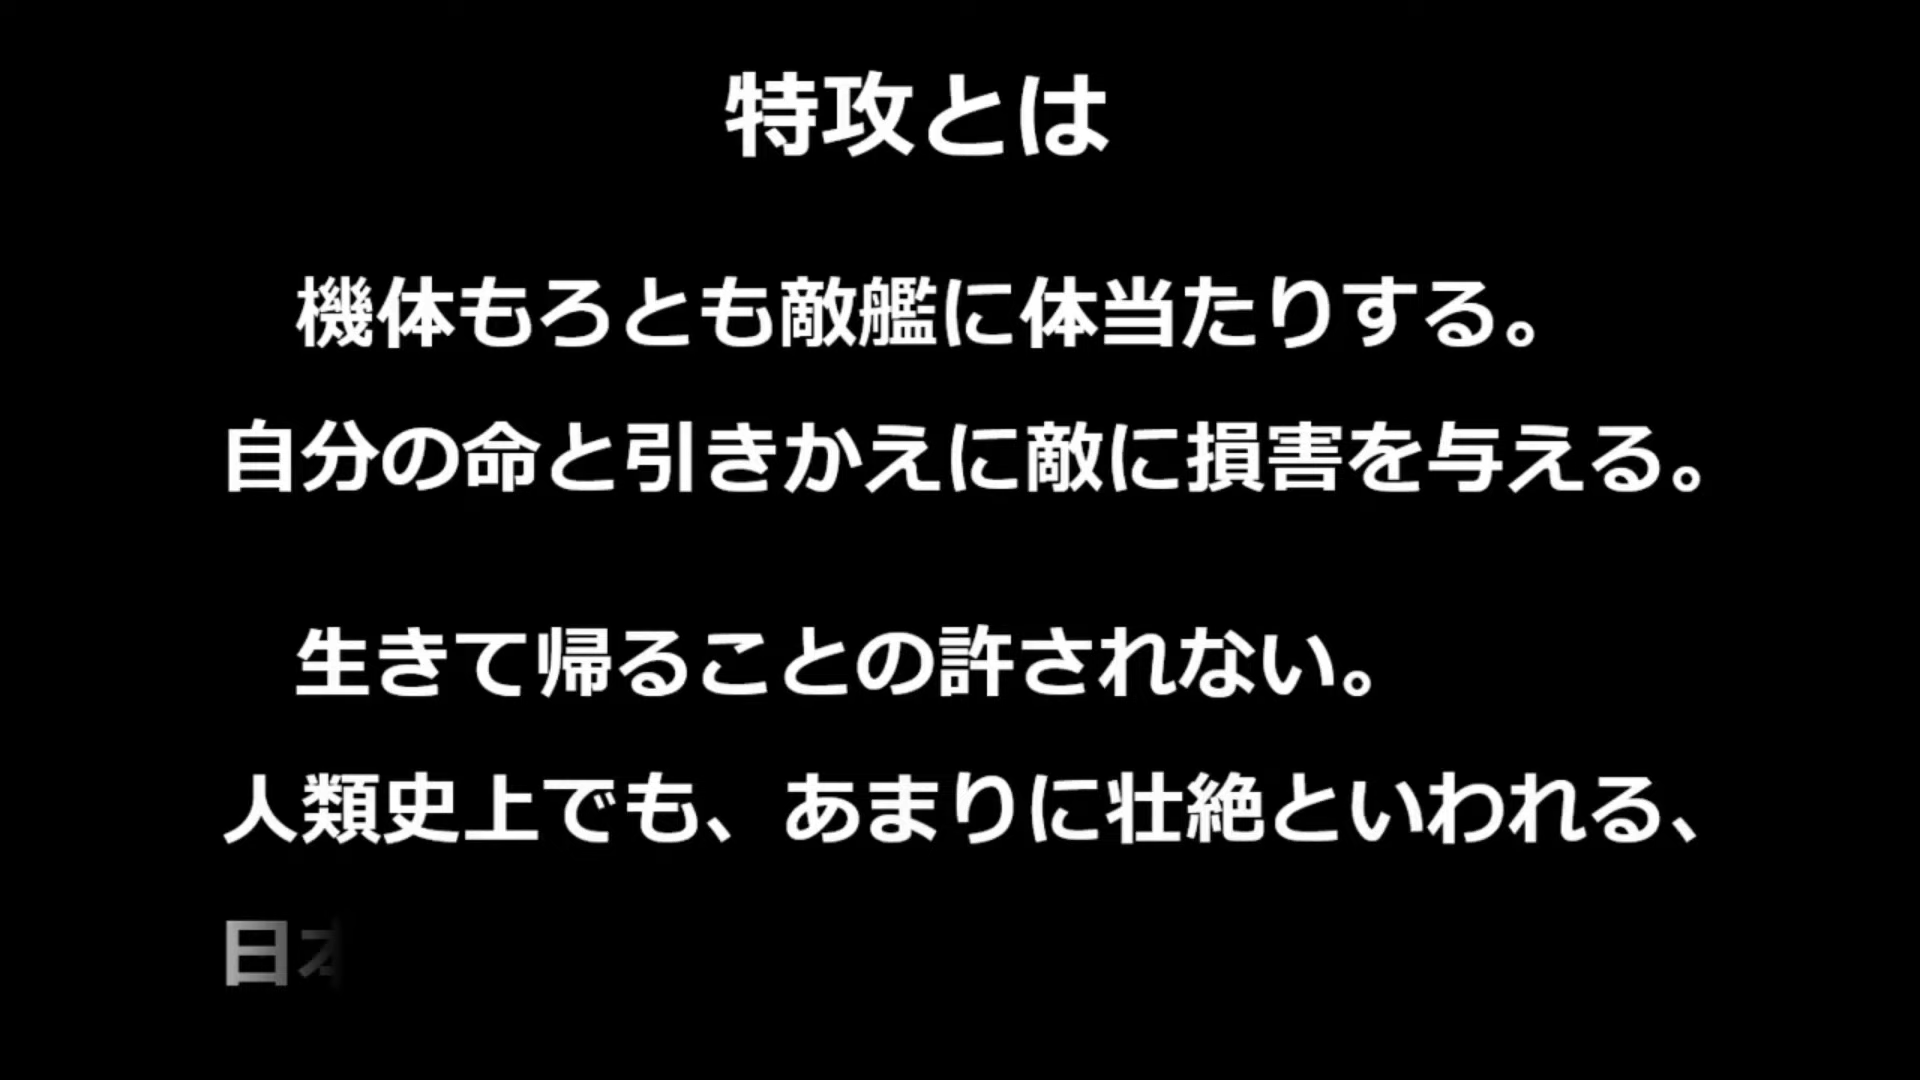 特攻とは
機体もろとも敵艦に体当たりする。
自分の命と引きかえに敵に損害を与える。
生きて帰ることの許されない。
人類史上でも、あまりに壮絶といわれる、
日